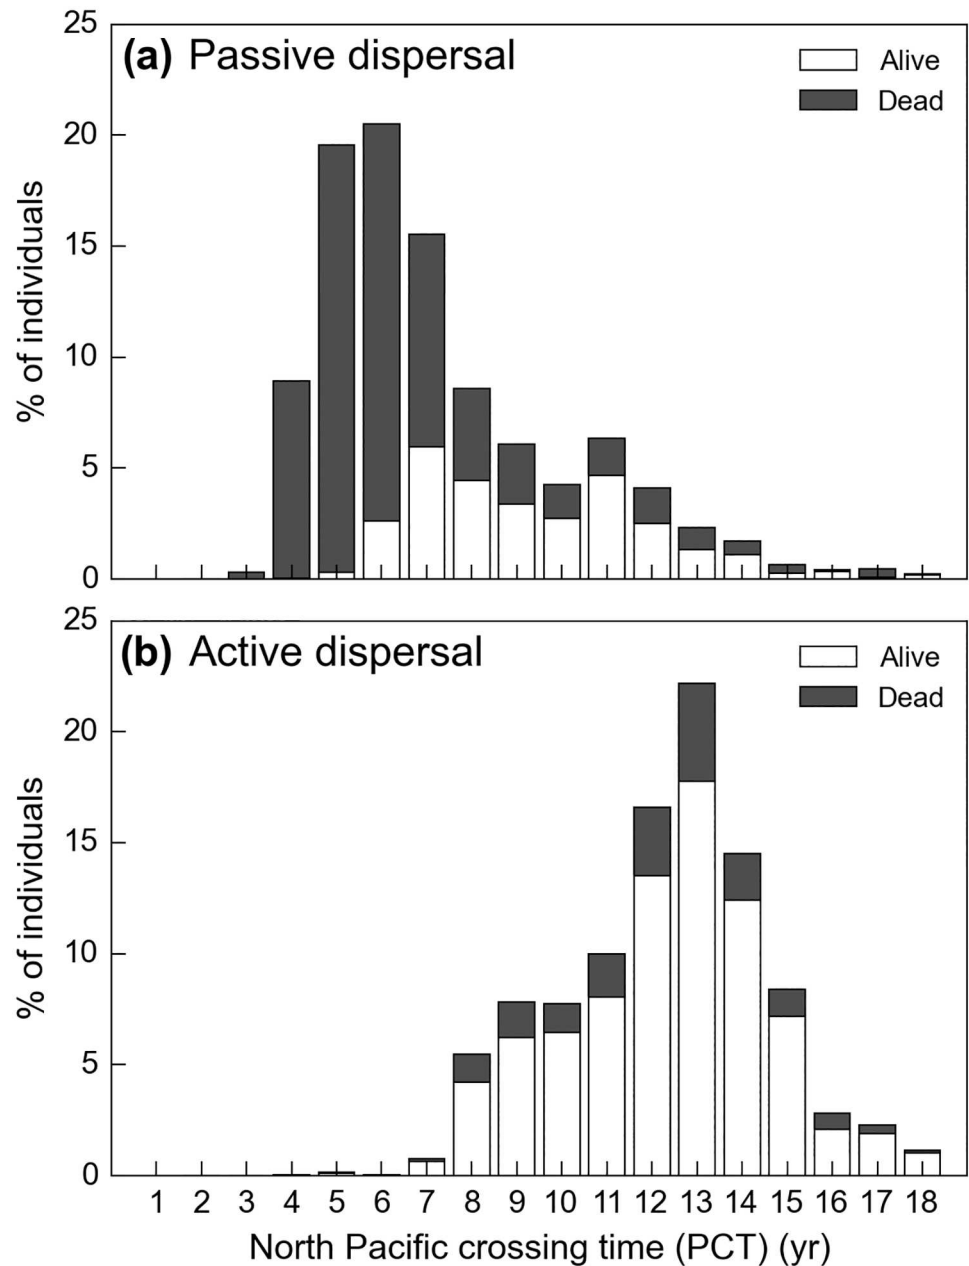 (a) Passive dispersal
Alive
Dead
25
20
15
10
5
0
% of individuals
(b) Active dispersal
Alive
Dead
25
20
15
10
5
0
% of individuals
1 2 3 4 5 6 7 8 9 10 11 12 13 14 15 16 17 18
North Pacific crossing time (PCT) (yr)